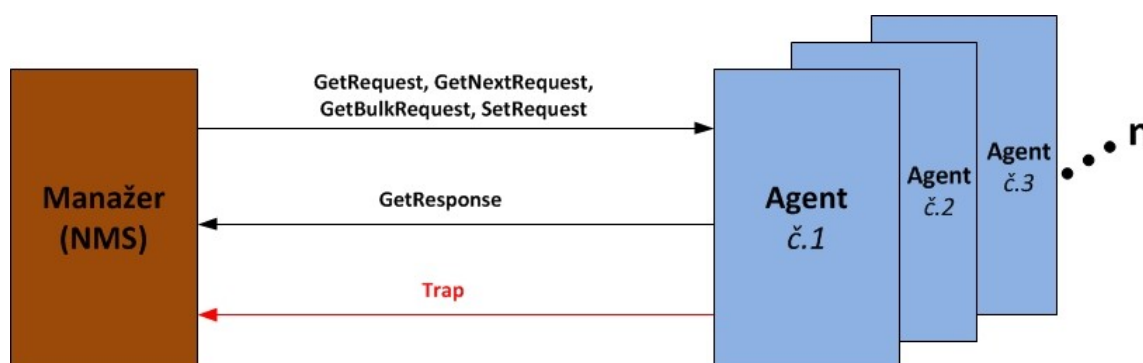 GetRequest, GetNextRequest,
GetBulkRequest, SetRequest
Manažer
(NMS)
GetResponse
Trap
Agent
č.1
Agent
č.2
Agent
č.3
n